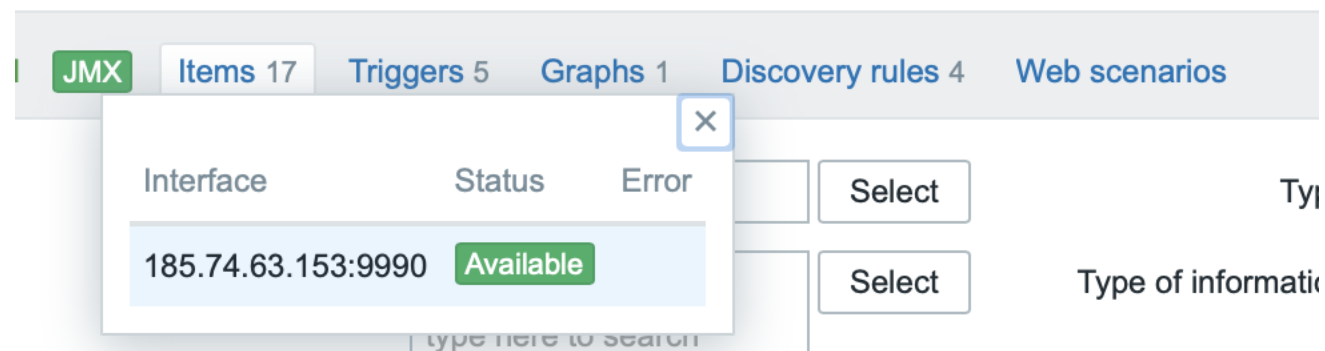 JMX Items 17 Triggers 5 Graphs 1 Discovery rules 4 Web scenarios
×
Interface Status Error
Select
185.74.63.153:9990 Available
Select
Type of
type here to search